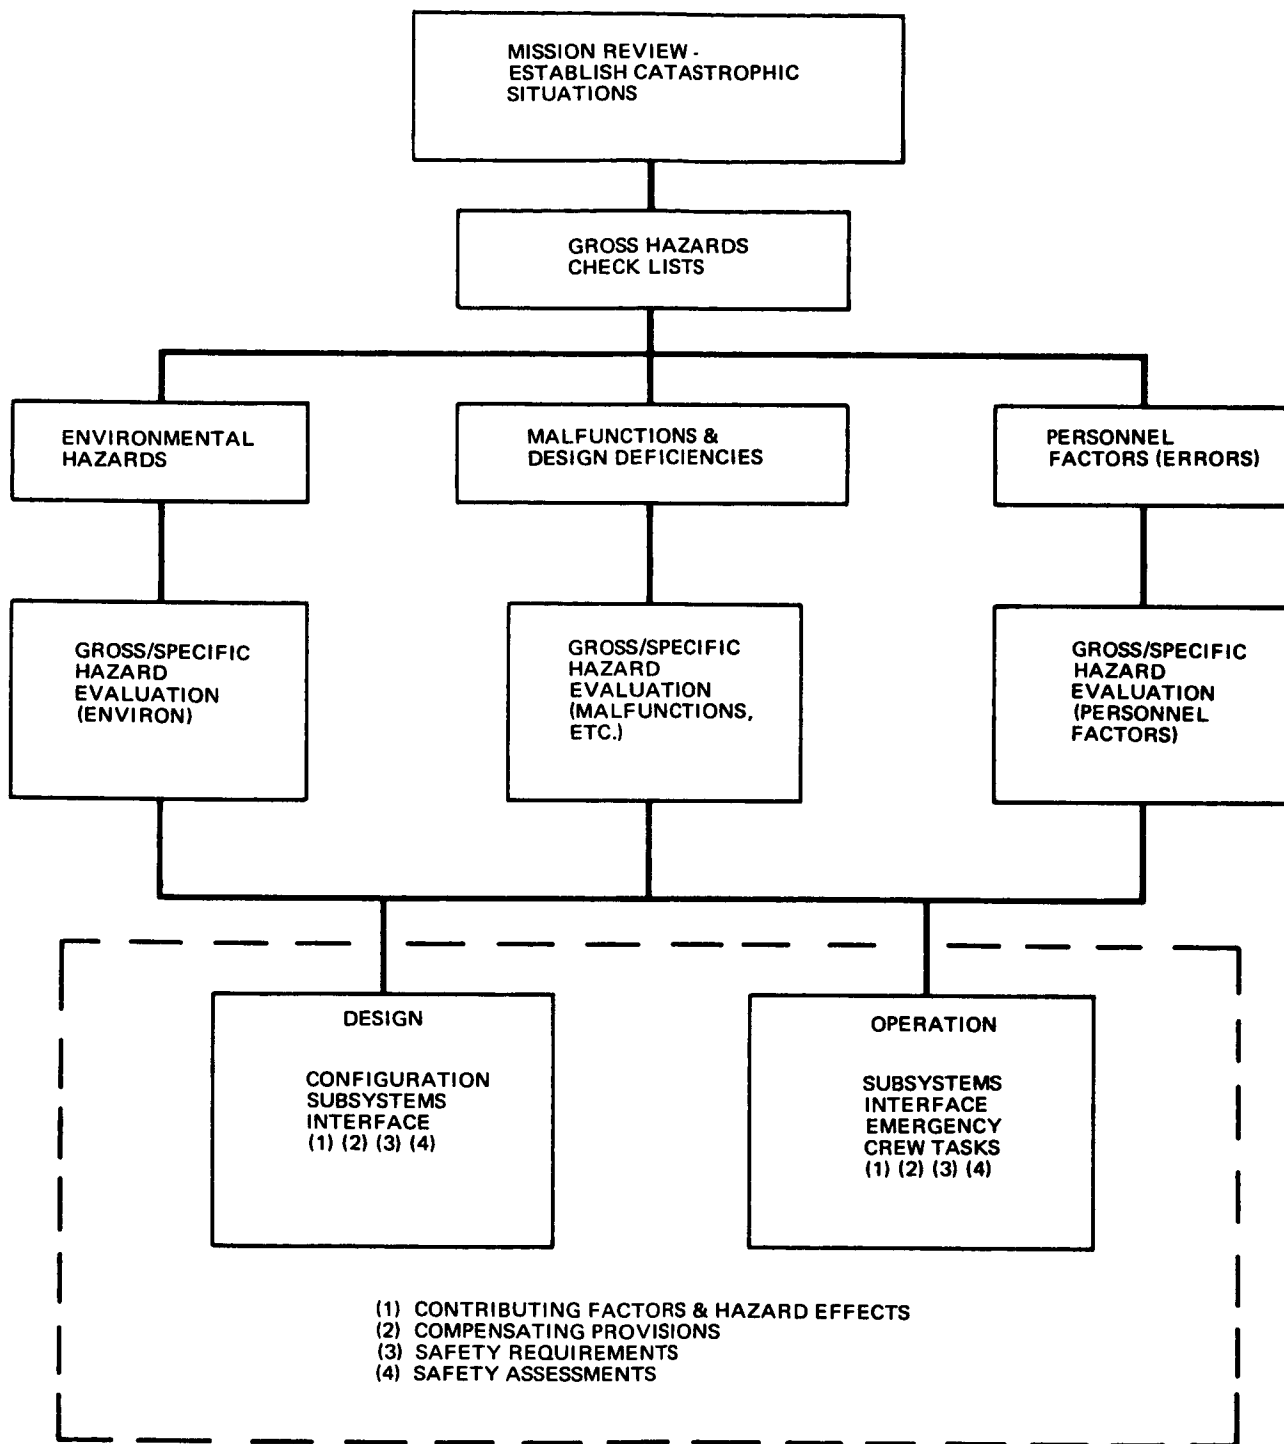 MISSION REVIEW -
ESTABLISH CATASTROPHIC
SITUATIONS
GROSS HAZARDS
CHECK LISTS
ENVIRONMENTAL
HAZARDS
MALFUNCTIONS &
DESIGN DEFICIENCIES
PERSONNEL
FACTORS (ERRORS)
GROSS/SPECIFIC
HAZARD
EVALUATION
(ENVIRON)
GROSS/SPECIFIC
HAZARD
EVALUATION
(MALFUNCTIONS,
ETC.)
GROSS/SPECIFIC
HAZARD
EVALUATION
(PERSONNEL
FACTORS)
DESIGN
CONFIGURATION
SUBSYSTEMS
INTERFACE
(1) (2) (3) (4)
OPERATION
SUBSYSTEMS
INTERFACE
EMERGENCY
CREW TASKS
(1) (2) (3) (4)
(1) CONTRIBUTING FACTORS & HAZARD EFFECTS
(2) COMPENSATING PROVISIONS
(3) SAFETY REQUIREMENTS
(4) SAFETY ASSESSMENTS